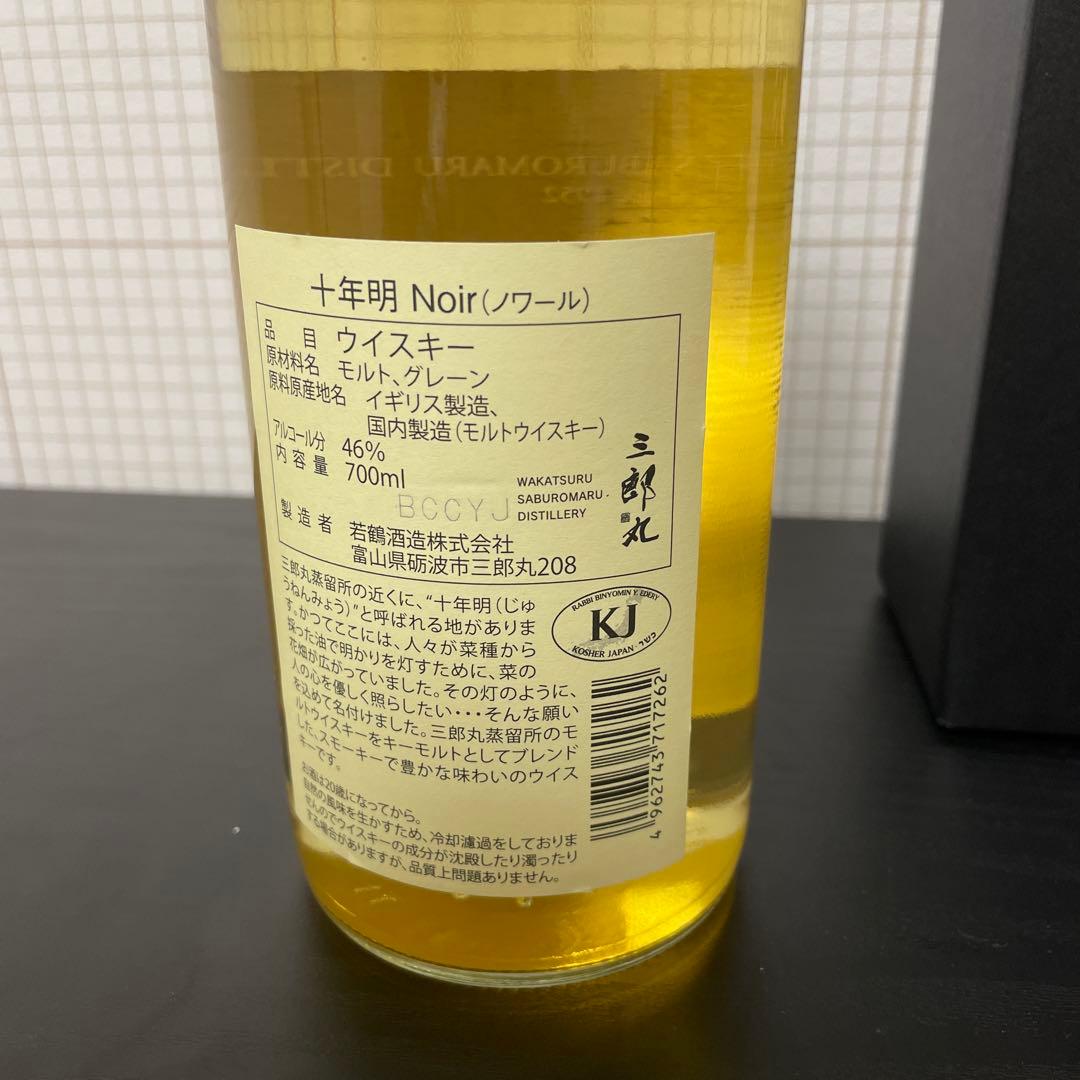 SABUROMARU DISTI
1952
十年明 Noir(ノワール)
品目 ウイスキー
原材料名 モルト、グレーン
原料原産地名 イギリス製造、
国内製造(モルトウイスキー)
アルコール分 46%
内容量 700ml
BCCYJ
WAKATSURU
SABUROMARU
DISTILLERY
三郎丸
製造者 若鶴酒造株式会社
富山県砺波市三郎丸208
三郎丸蒸留所の近くに、“十年明(じゅ
うねんみょう)”と呼ばれる地がありま
す。かつてここには、人々が菜種から
採った油で明かりを灯すために、菜の
花畑が広がっていました。その灯のように、
人の心を優しく照らしたい・・・そんな願い
を込めて名付けました。三郎丸蒸留所のモ
ルトウイスキーをキーモルトとしてブレンド
した、スモーキーで豊かな味わいのウイス
キーです。
お酒は20歳になってから。
自然の風味を生かすため、冷却濾過をしておりま
せんのでウイスキーの成分が沈殿したり濁ったり
する場合がありますが、品質上問題ありません。
RABBI BINYOMIN Y. EDERY
KJ
KOSHER JAPAN · כשר
4962743717262